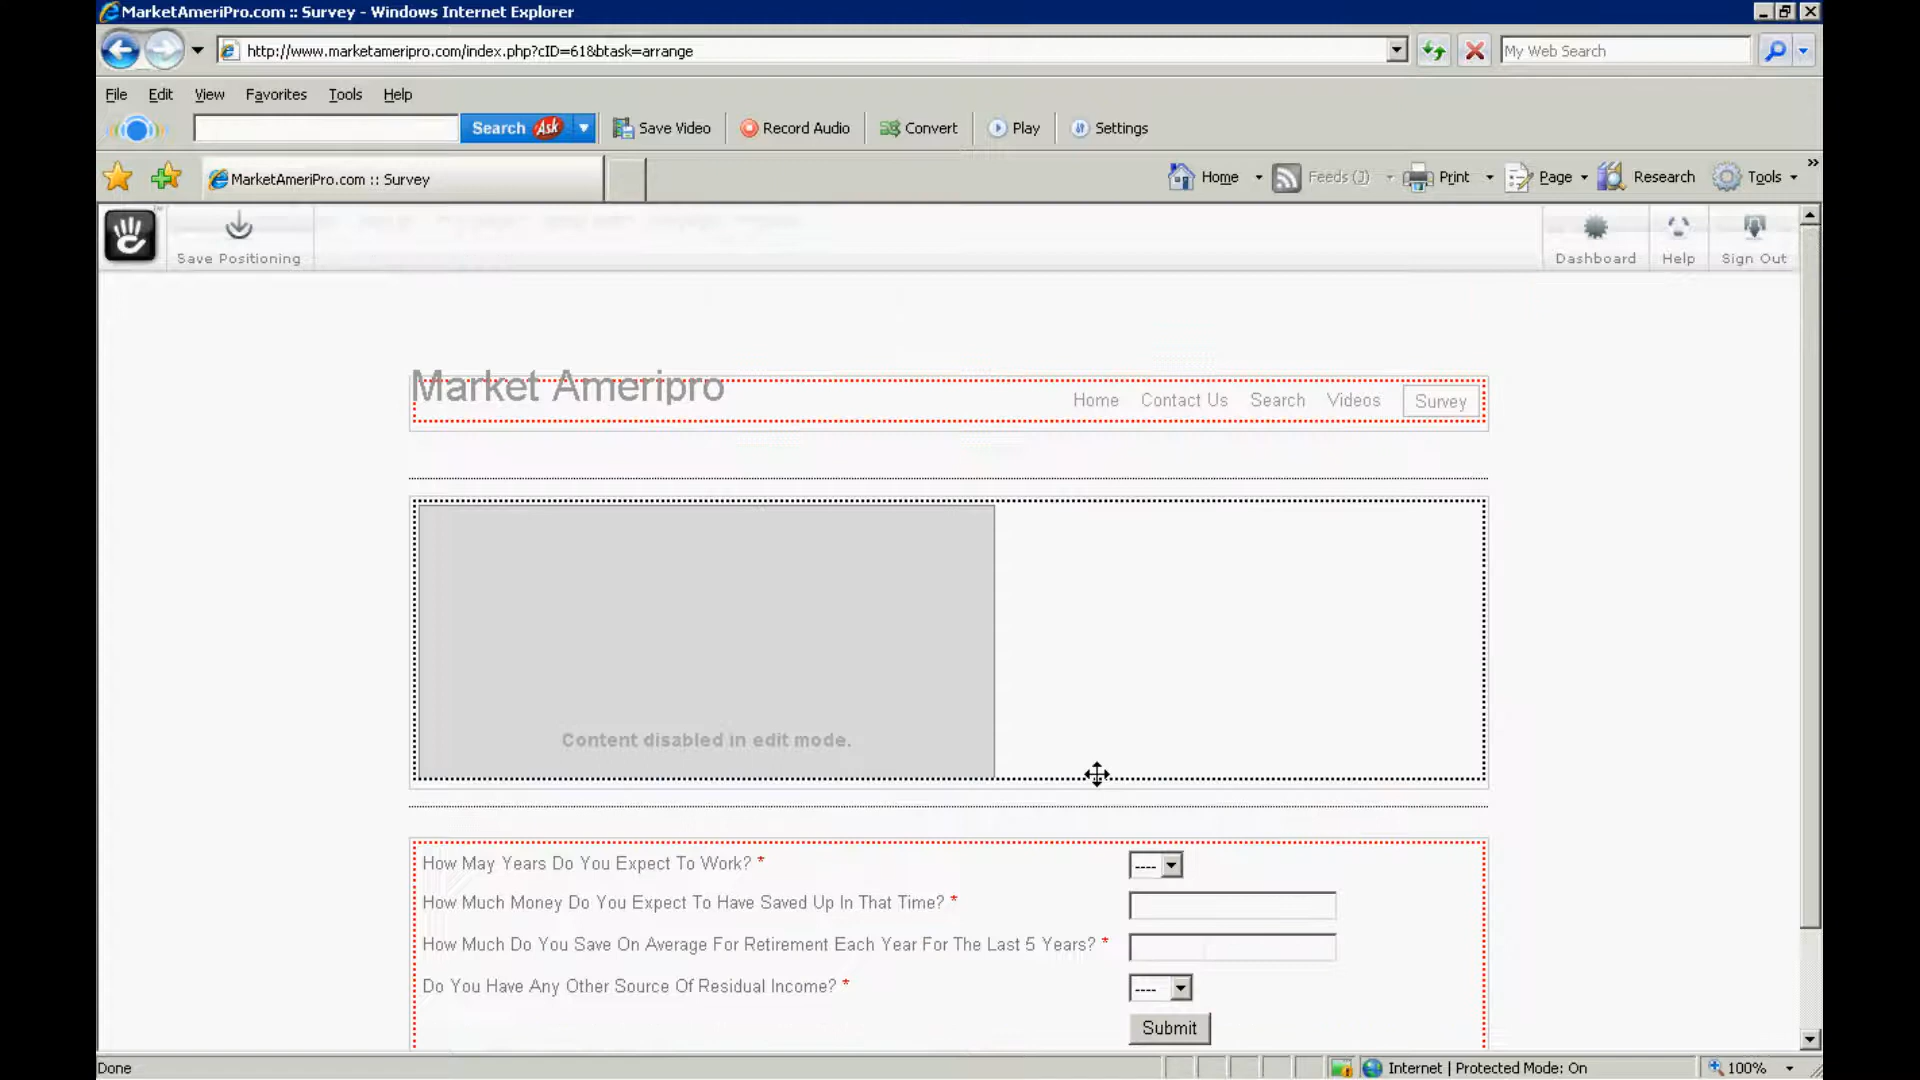 MarketAmeriPro.com :: Survey - Windows Internet Explorer
http://www.marketameripro.com/index.php?cID=61&btask=arrange
My Web Search
File Edit View Favorites Tools Help
Search Ask Save Video Record Audio Convert Play Settings
MarketAmeriPro.com :: Survey
Home Feeds (J) Print Page Research Tools »
Save Positioning Dashboard Help Sign Out
Market Ameripro
Home Contact Us Search Videos Survey
Content disabled in edit mode.
How May Years Do You Expect To Work? * ----
How Much Money Do You Expect To Have Saved Up In That Time? *
How Much Do You Save On Average For Retirement Each Year For The Last 5 Years? *
Do You Have Any Other Source Of Residual Income? * ----
Submit
Done Internet | Protected Mode: On 100%